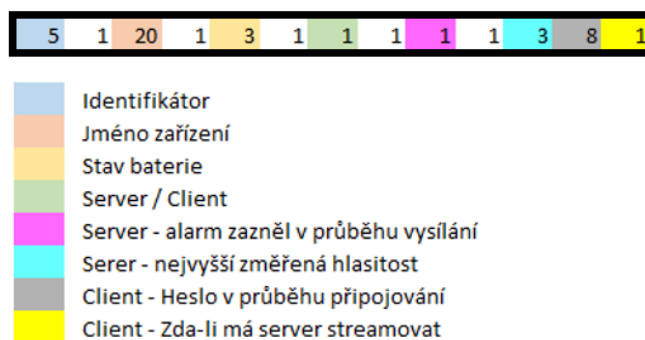 5 1 20 1 3 1 1 1 1 1 3 8 1
Identifikátor
Jméno zařízení
Stav baterie
Server / Client
Server - alarm zazněl v průběhu vysílání
Serer - nejvyšší změřená hlasitost
Client - Heslo v průběhu připojování
Client - Zda-li má server streamovat